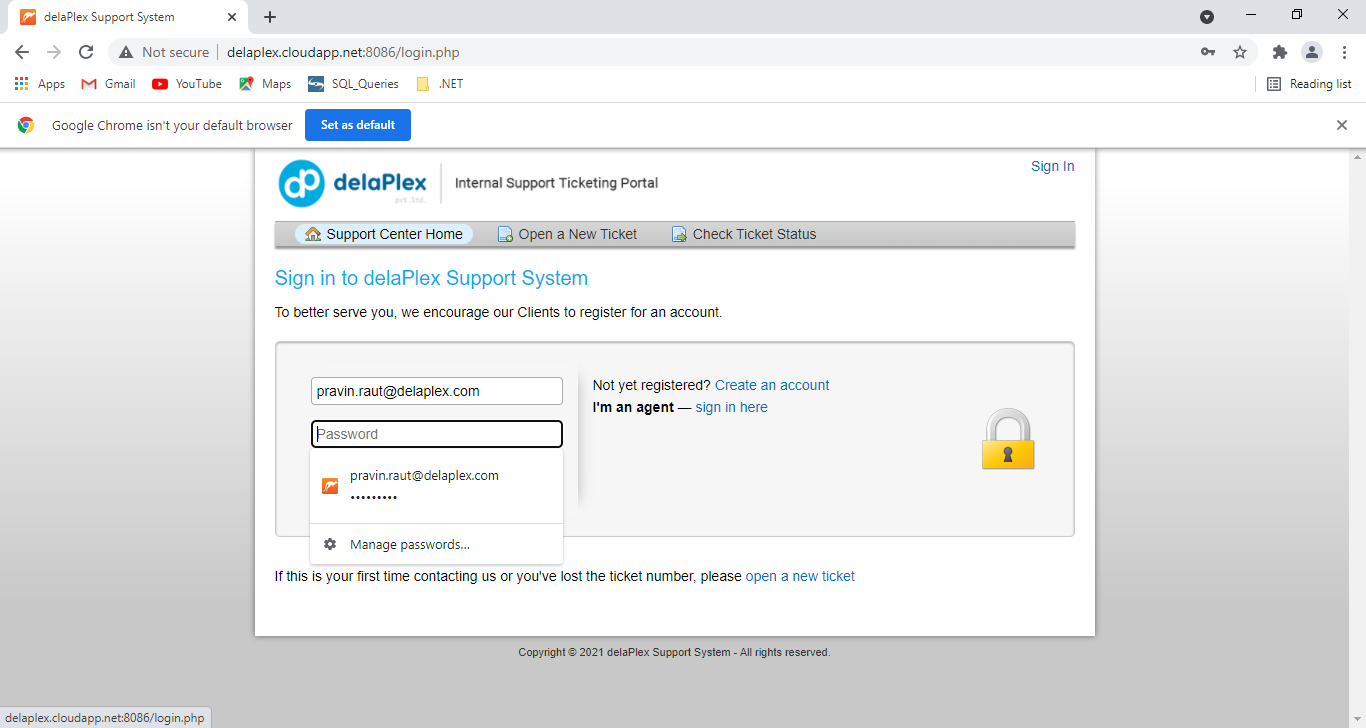 delaPlex Support System
Not secure
delaplex.cloudapp.net:8086/login.php
Apps
Gmail
YouTube
Maps
SQL_Queries
.NET
Reading list
Google Chrome isn't your default browser
Set as default
delaPlex
pvt.ltd.
Internal Support Ticketing Portal
Sign In
Support Center Home
Open a New Ticket
Check Ticket Status
Sign in to delaPlex Support System
To better serve you, we encourage our Clients to register for an account.
pravin.raut@delaplex.com
Not yet registered? Create an account
I'm an agent — sign in here
Password
pravin.raut@delaplex.com
•••••••••
Manage passwords...
If this is your first time contacting us or you've lost the ticket number, please open a new ticket
Copyright © 2021 delaPlex Support System - All rights reserved.
delaplex.cloudapp.net:8086/login.php